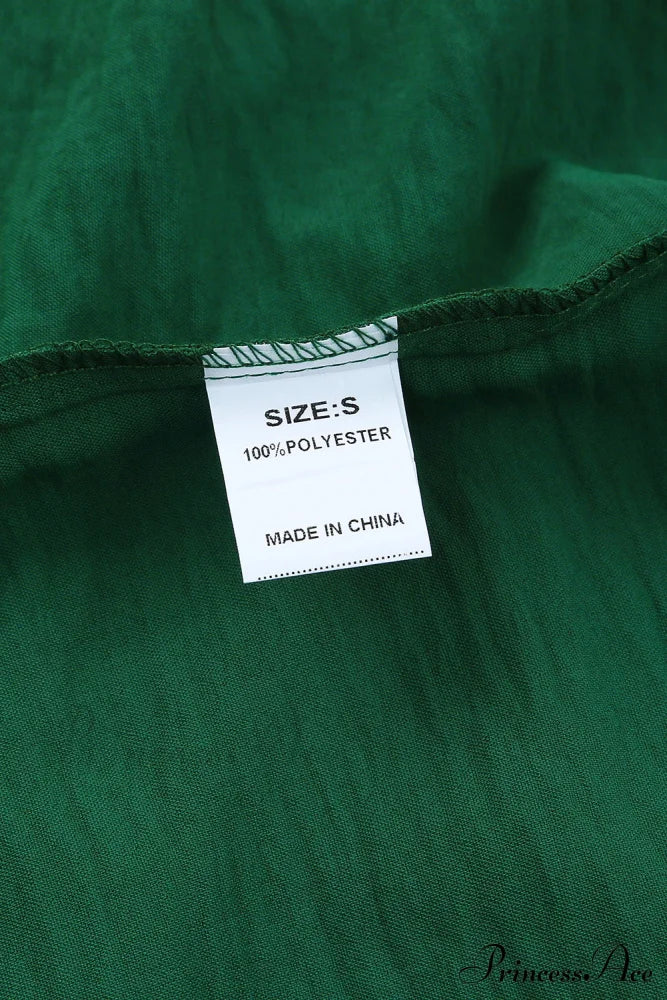 SIZE:S
100%POLYESTER
MADE IN CHINA
Princess Ace